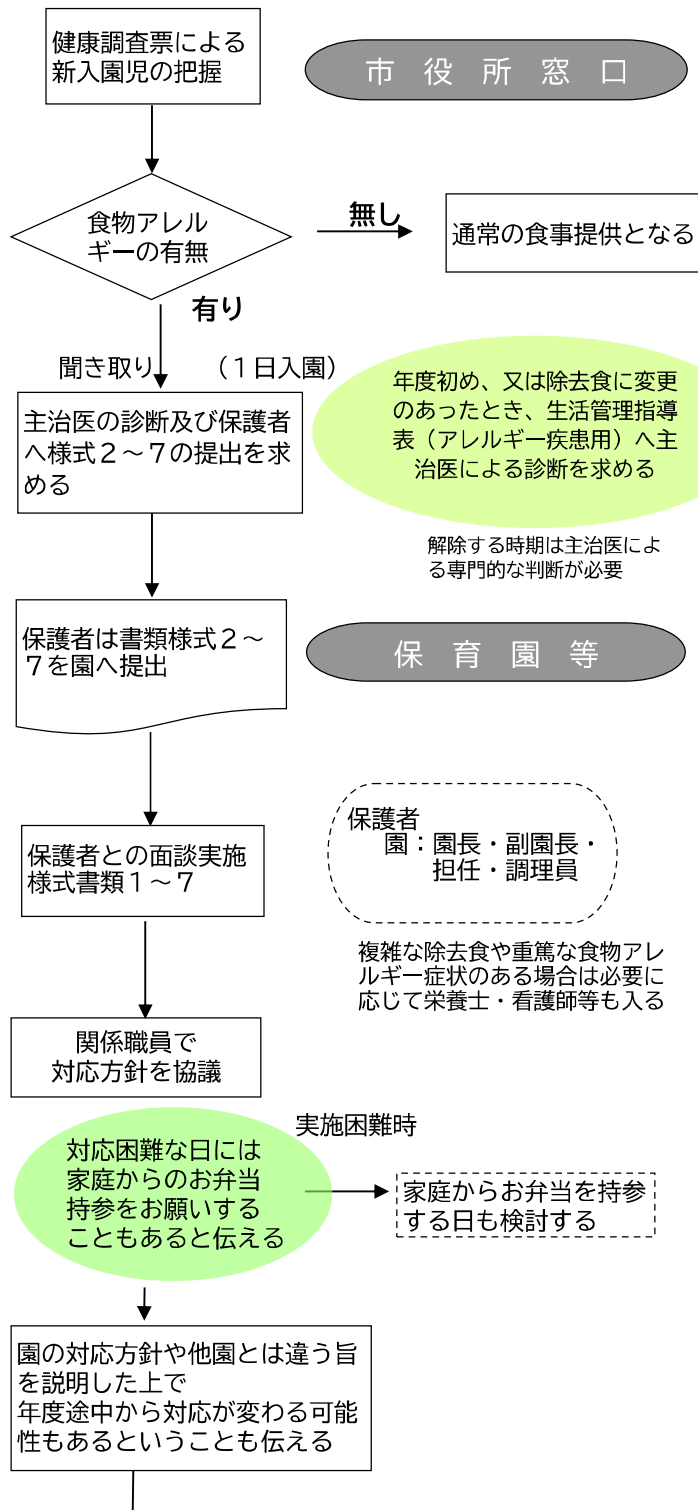 健康調査票による
新入園児の把握
市役所窓口
食物アレル
ギーの有無
無し
通常の食事提供となる
有り
聞き取り
（１日入園）
主治医の診断及び保護者
へ様式２～７の提出を求
める
年度初め、又は除去食に変更
のあったとき、生活管理指導
表（アレルギー疾患用）へ主
治医による診断を求める
解除する時期は主治医によ
る専門的な判断が必要
保護者は書類様式２～
７を園へ提出
保育園等
保護者との面談実施
様式書類１～７
保護者
園：園長・副園長・
担任・調理員
複雑な除去食や重篤な食物アレ
ルギー症状のある場合は必要に
応じて栄養士・看護師等も入る
関係職員で
対応方針を協議
対応困難な日には
家庭からのお弁当
持参をお願いする
こともあると伝える
実施困難時
家庭からお弁当を持参
する日も検討する
園の対応方針や他園とは違う旨
を説明した上で
年度途中から対応が変わる可能
性もあるということも伝える